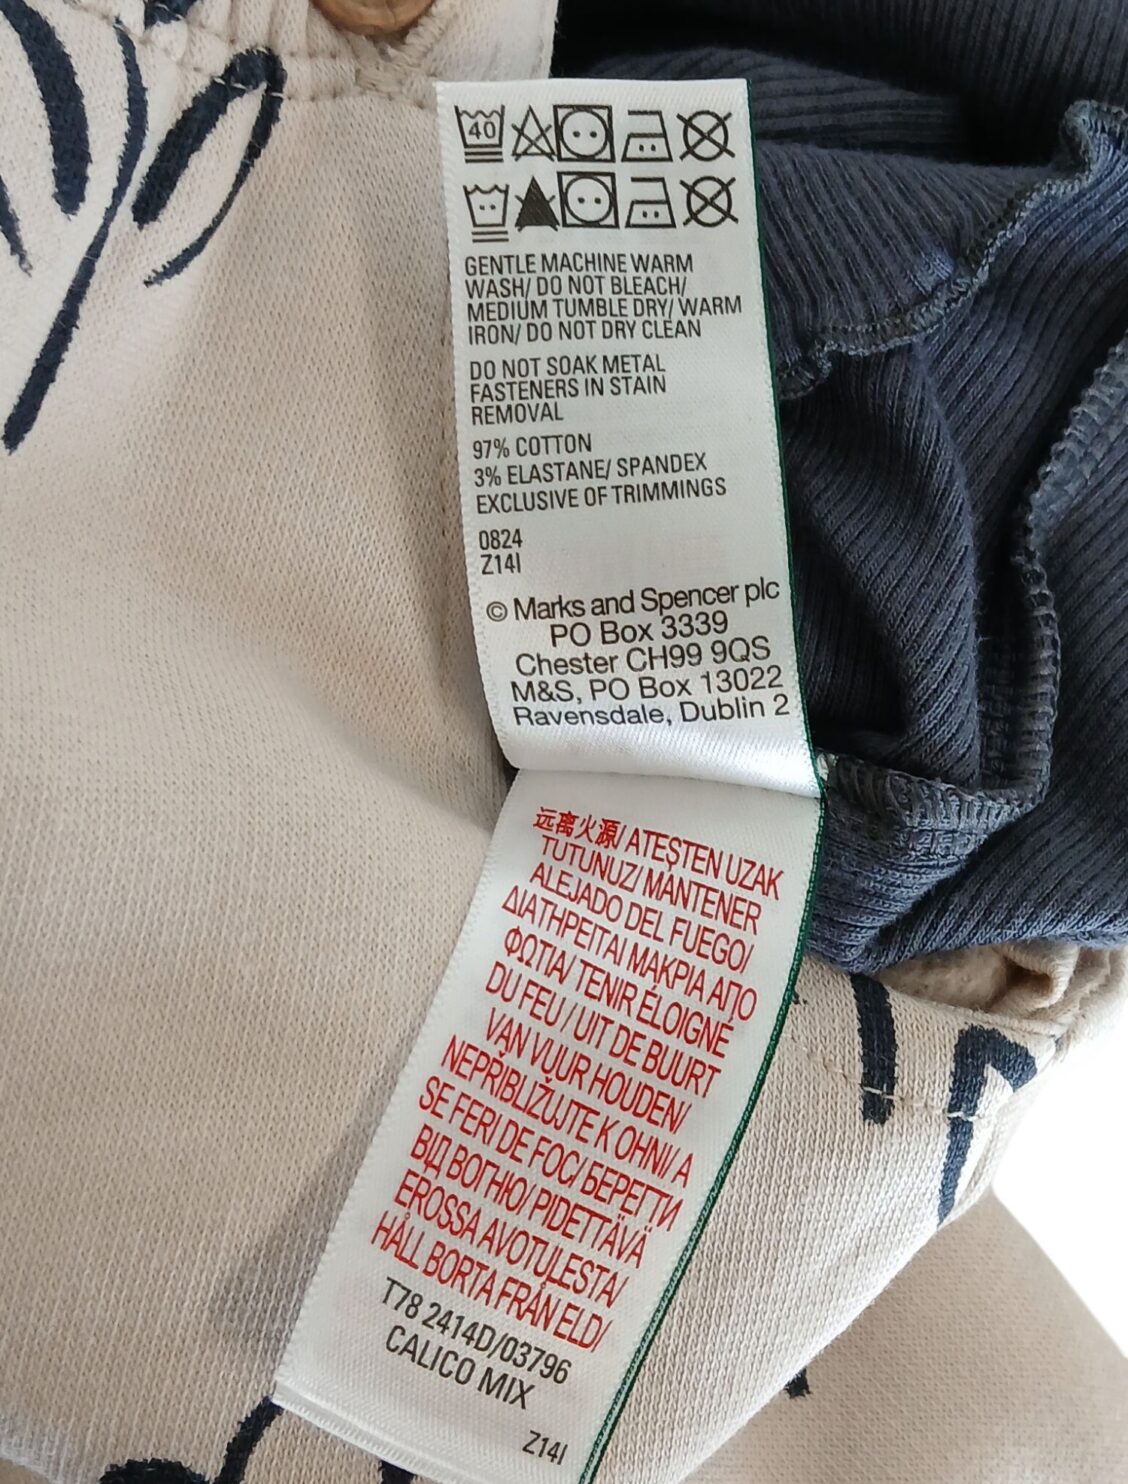 40
GENTLE MACHINE WARM
WASH/ DO NOT BLEACH/
MEDIUM TUMBLE DRY/ WARM
IRON/ DO NOT DRY CLEAN
DO NOT SOAK METAL
FASTENERS IN STAIN
REMOVAL
97% COTTON
3% ELASTANE/ SPANDEX
EXCLUSIVE OF TRIMMINGS
0824
Z14I
© Marks and Spencer plc
PO Box 3339
Chester CH99 9QS
M&S, PO Box 13022
Ravensdale, Dublin 2
远离火源/ ATEŞTEN UZAK
TUTUNUZ/ MANTENER
ALEJADO DEL FUEGO/
ΔΙΑΤΗΡΕΙΤΑΙ ΜΑΚΡΙΑ ΑΠΟ
ΦΩΤΙΑ/ TENIR ÉLOIGNÉ
DU FEU / UIT DE BUURT
VAN VUUR HOUDEN/
NEPŘIBLIŽUJTE K OHNI/ A
SE FERI DE FOC/ БЕРЕГТИ
ВІД ВОГНЮ/ PIDETTÄVÄ
EROSSA AVOTULESTA/
HÅLL BORTA FRÅN ELD/
T78 2414D/03796
CALICO MIX
Z14I